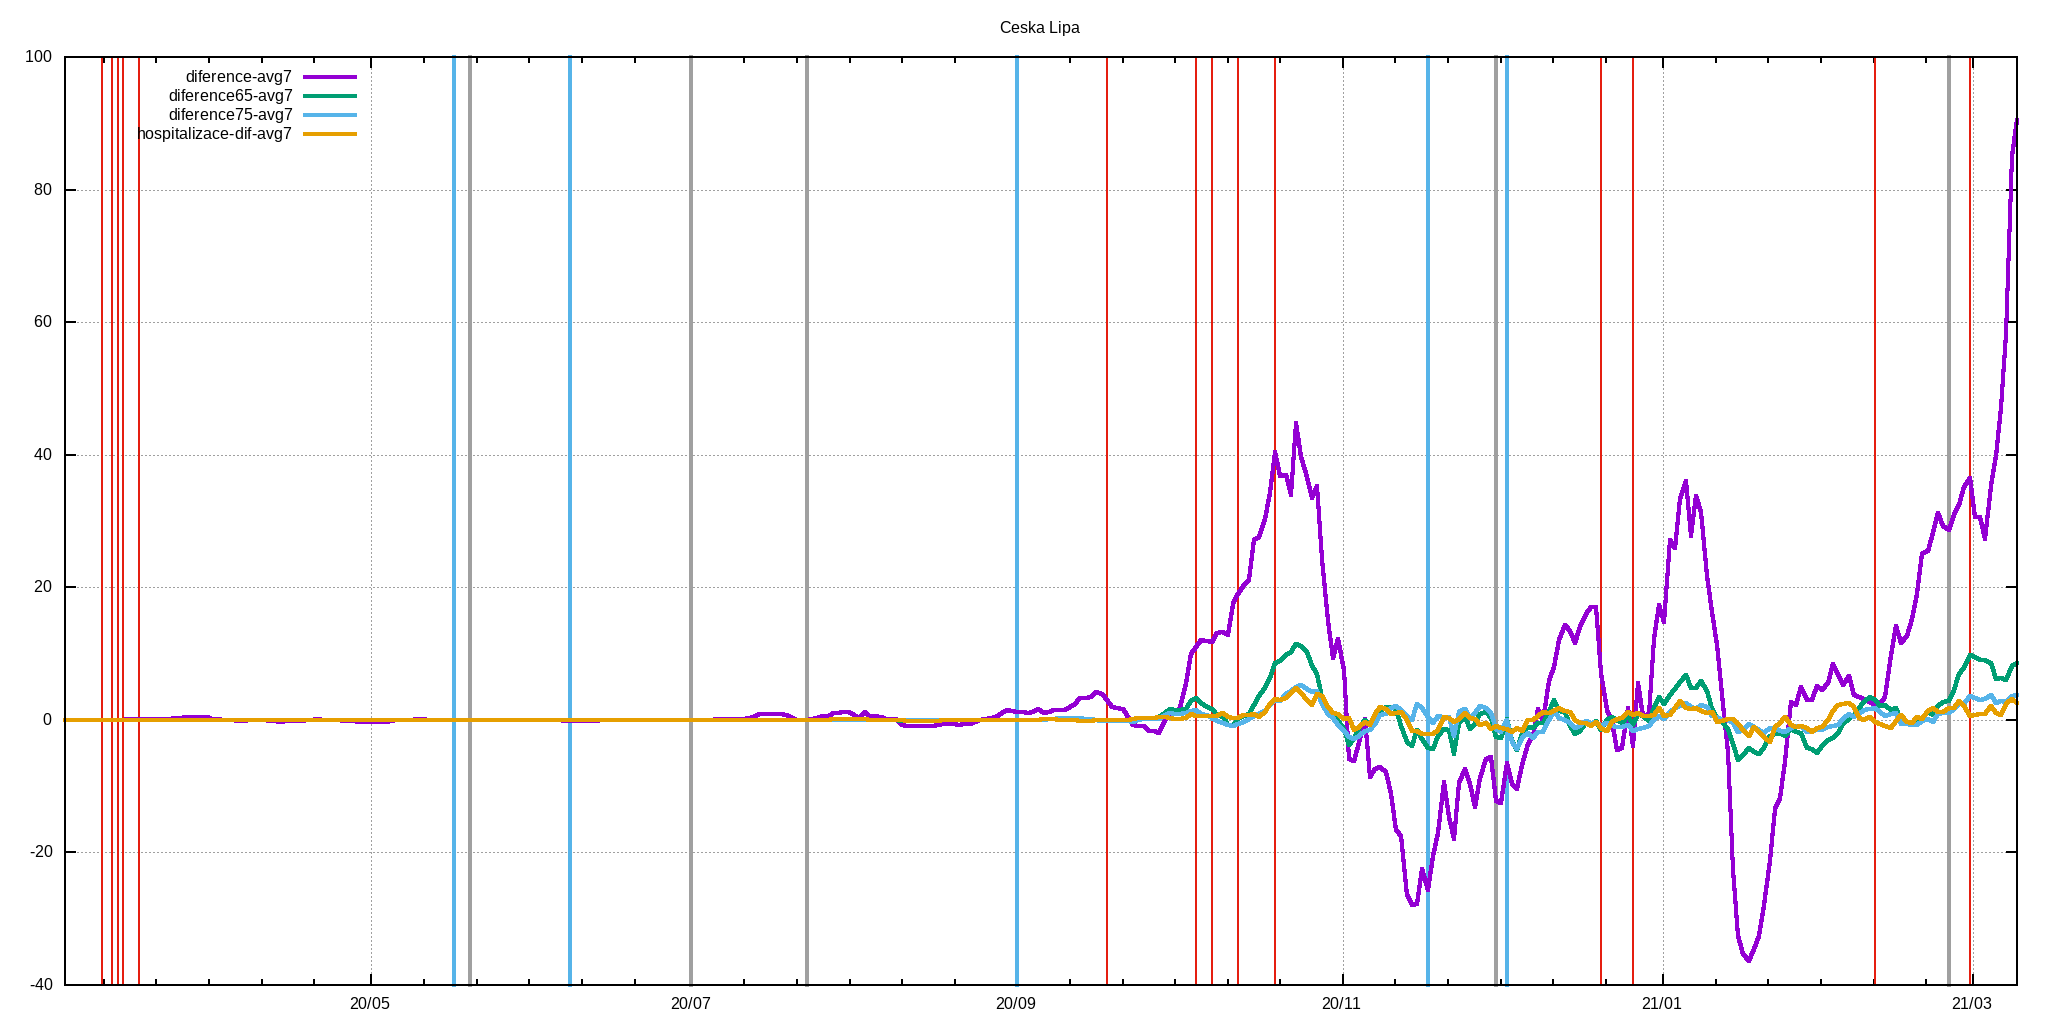 Ceska Lipa
100
diference-avg7
diference65-avg7
diference75-avg7
hospitalizace-dif-avg7
80
60
40
20
0
-20
-40
20/05 20/07 20/09 20/11 21/01 21/03